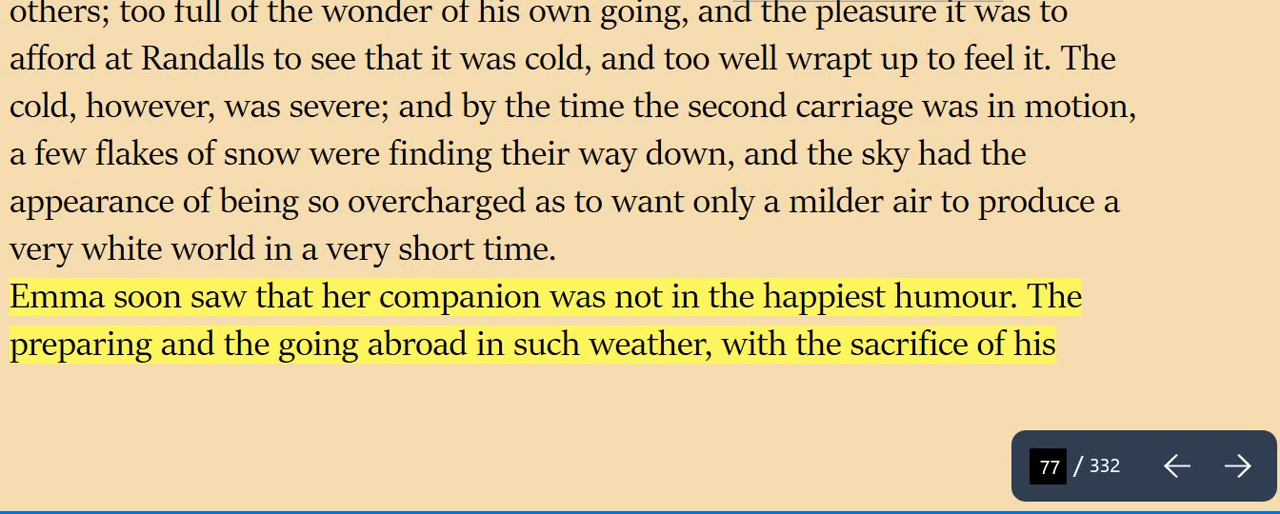 others; too full of the wonder of his own going, and the pleasure it was to
afford at Randalls to see that it was cold, and too well wrapt up to feel it. The
cold, however, was severe; and by the time the second carriage was in motion,
a few flakes of snow were finding their way down, and the sky had the
appearance of being so overcharged as to want only a milder air to produce a
very white world in a very short time.
Emma soon saw that her companion was not in the happiest humour. The
preparing and the going abroad in such weather, with the sacrifice of his
77 / 332